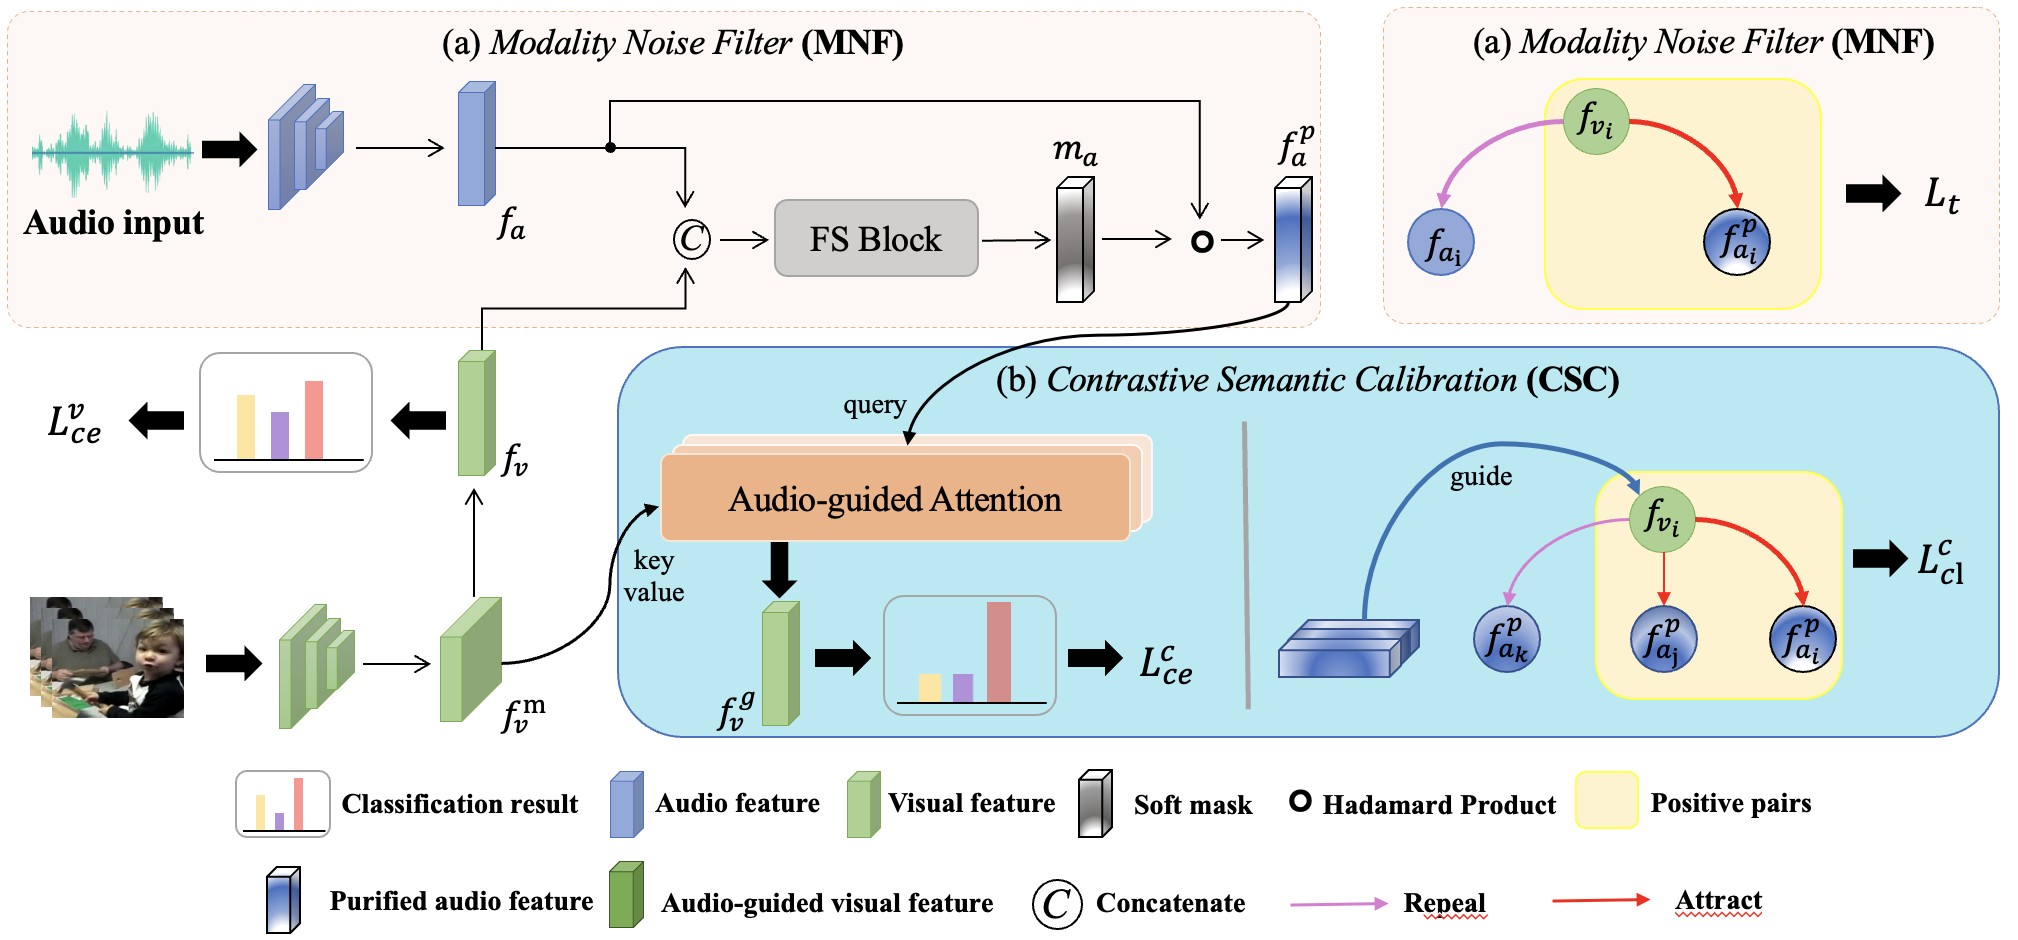 (a) Modality Noise Filter (MNF)
Audio input
f_a
C
FS Block
m_a
f_a^p
(a) Modality Noise Filter (MNF)
f_{v_i}
f_{a_i}
f_{a_i}^p
L_t
L_{ce}^v
f_v
f_v^m
(b) Contrastive Semantic Calibration (CSC)
query
Audio-guided Attention
key
value
f_v^g
L_{ce}^c
guide
f_{v_i}
f_{a_k}^p
f_{a_j}^p
f_{a_i}^p
L_{cl}^c
Classification result
Audio feature
Visual feature
Soft mask
Hadamard Product
Positive pairs
Purified audio feature
Audio-guided visual feature
C
Concatenate
Repeal
Attract